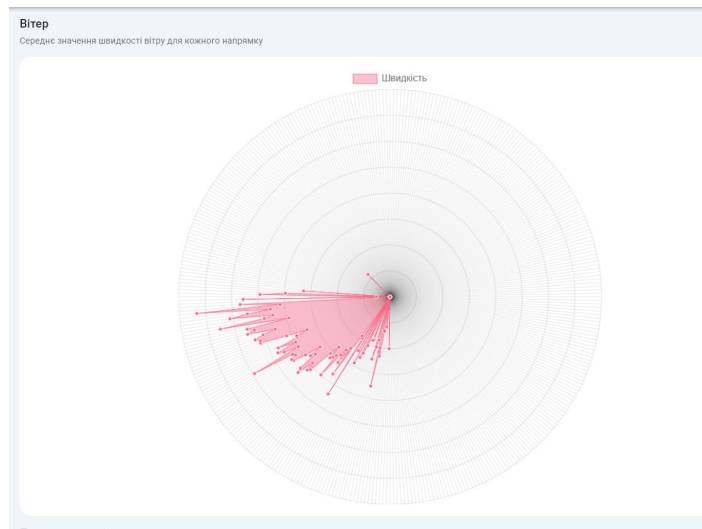 Вітер
Середнє значення швидкості вітру для кожного напрямку
Швидкість